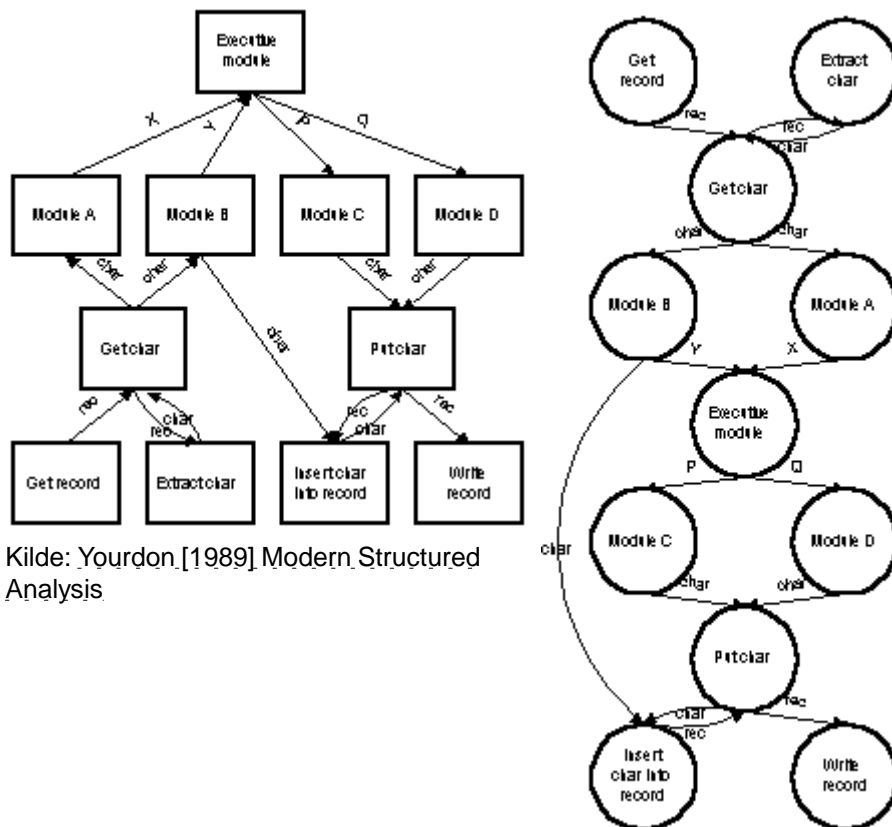 Executive
module
X
Y
P
Q
Module A
Module B
Module C
Module D
char
char
char
char
char
Getchar
Putchar
rec
rec
char
rec
char
rec
Get record
Extract char
Insert char
into record
Write
record
Kilde: Yourdon [1989] Modern Structured
Analysis
Get
record
Extract
char
rec
rec
char
Getchar
char
char
Module B
Module A
Y
X
Executive
module
P
Q
Module C
Module D
char
char
char
Putchar
char
rec
rec
Insert
char into
record
Write
record